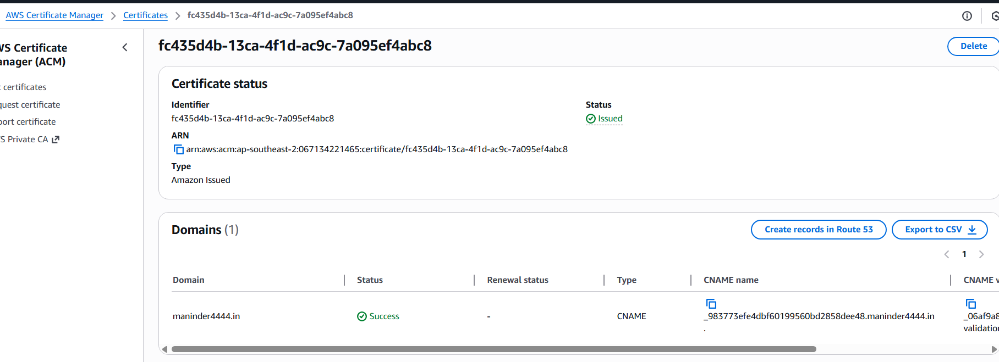 AWS Certificate Manager > Certificates > fc435d4b-13ca-4f1d-ac9c-7a095ef4abc8
WS Certificate
anager (ACM)
certificates
quest certificate
port certificate
S Private CA
fc435d4b-13ca-4f1d-ac9c-7a095ef4abc8
Delete
Certificate status
Identifier
fc435d4b-13ca-4f1d-ac9c-7a095ef4abc8
Status
Issued
ARN
arn:aws:acm:ap-southeast-2:067134221465:certificate/fc435d4b-13ca-4f1d-ac9c-7a095ef4abc8
Type
Amazon Issued
Domains (1)
Create records in Route 53
Export to CSV
1
Domain Status Renewal status Type CNAME name CNAME v
maninder4444.in Success - CNAME _983773efe4dbf60199560bd2858dee48.maninder4444.in _06af9a8
. validation